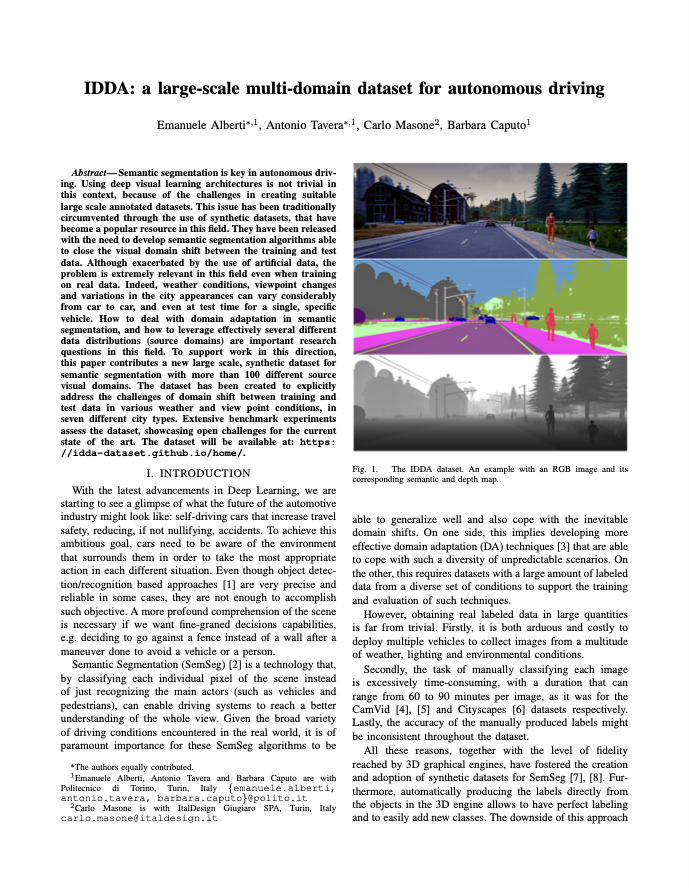 IDDA: a large-scale multi-domain dataset for autonomous driving
Emanuele Alberti*,1, Antonio Tavera*,1, Carlo Masone2, Barbara Caputo1
Abstract—Semantic segmentation is key in autonomous driv-
ing. Using deep visual learning architectures is not trivial in
this context, because of the challenges in creating suitable
large scale annotated datasets. This issue has been traditionally
circumvented through the use of synthetic datasets, that have
become a popular resource in this field. They have been released
with the need to develop semantic segmentation algorithms able
to close the visual domain shift between the training and test
data. Although exacerbated by the use of artificial data, the
problem is extremely relevant in this field even when training
on real data. Indeed, weather conditions, viewpoint changes
and variations in the city appearances can vary considerably
from car to car, and even at test time for a single, specific
vehicle. How to deal with domain adaptation in semantic
segmentation, and how to leverage effectively several different
data distributions (source domains) are important research
questions in this field. To support work in this direction,
this paper contributes a new large scale, synthetic dataset for
semantic segmentation with more than 100 different source
visual domains. The dataset has been created to explicitly
address the challenges of domain shift between training and
test data in various weather and view point conditions, in
seven different city types. Extensive benchmark experiments
assess the dataset, showcasing open challenges for the current
state of the art. The dataset will be available at: https:
//idda-dataset.github.io/home/.
I. INTRODUCTION
With the latest advancements in Deep Learning, we are
starting to see a glimpse of what the future of the automotive
industry might look like: self-driving cars that increase travel
safety, reducing, if not nullifying, accidents. To achieve this
ambitious goal, cars need to be aware of the environment
that surrounds them in order to take the most appropriate
action in each different situation. Even though object detec-
tion/recognition based approaches [1] are very precise and
reliable in some cases, they are not enough to accomplish
such objective. A more profound comprehension of the scene
is necessary if we want fine-graned decisions capabilities,
e.g. deciding to go against a fence instead of a wall after a
maneuver done to avoid a vehicle or a person.
Semantic Segmentation (SemSeg) [2] is a technology that,
by classifying each individual pixel of the scene instead
of just recognizing the main actors (such as vehicles and
pedestrians), can enable driving systems to reach a better
understanding of the whole view. Given the broad variety
of driving conditions encountered in the real world, it is of
paramount importance for these SemSeg algorithms to be
*The authors equally contributed.
1Emanuele Alberti, Antonio Tavera and Barbara Caputo are with
Politecnico di Torino, Turin, Italy {emanuele.alberti,
antonio.tavera, barbara.caputo}@polito.it
2Carlo Masone is with ItalDesign Giugiaro SPA, Turin, Italy
carlo.masone@italdesign.it
Fig. 1. The IDDA dataset. An example with an RGB image and its
corresponding semantic and depth map.
able to generalize well and also cope with the inevitable
domain shifts. On one side, this implies developing more
effective domain adaptation (DA) techniques [3] that are able
to cope with such a diversity of unpredictable scenarios. On
the other, this requires datasets with a large amount of labeled
data from a diverse set of conditions to support the training
and evaluation of such techniques.
However, obtaining real labeled data in large quantities
is far from trivial. Firstly, it is both arduous and costly to
deploy multiple vehicles to collect images from a multitude
of weather, lighting and environmental conditions.
Secondly, the task of manually classifying each image
is excessively time-consuming, with a duration that can
range from 60 to 90 minutes per image, as it was for the
CamVid [4], [5] and Cityscapes [6] datasets respectively.
Lastly, the accuracy of the manually produced labels might
be inconsistent throughout the dataset.
All these reasons, together with the level of fidelity
reached by 3D graphical engines, have fostered the creation
and adoption of synthetic datasets for SemSeg [7], [8]. Fur-
thermore, automatically producing the labels directly from
the objects in the 3D engine allows to have perfect labeling
and to easily add new classes. The downside of this approach